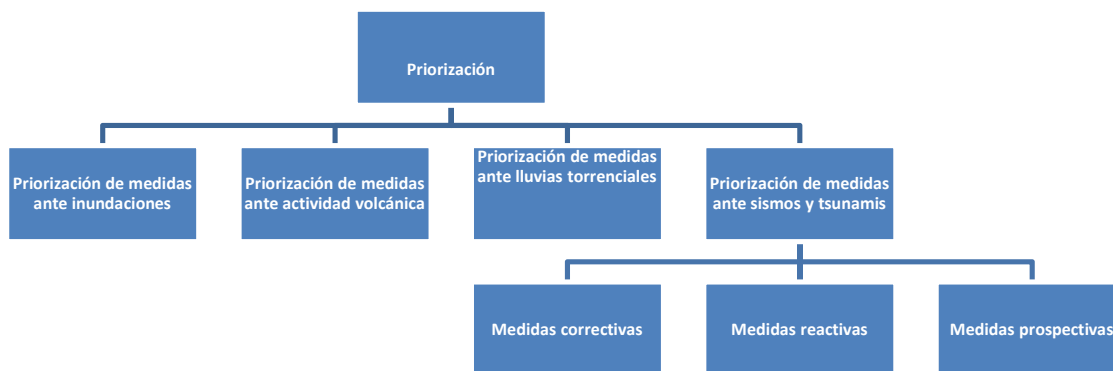 Priorización
Priorización de medidas
ante inundaciones
Priorización de medidas
ante actividad volcánica
Priorización de medidas
ante lluvias torrenciales
Priorización de medidas
ante sismos y tsunamis
Medidas correctivas
Medidas reactivas
Medidas prospectivas